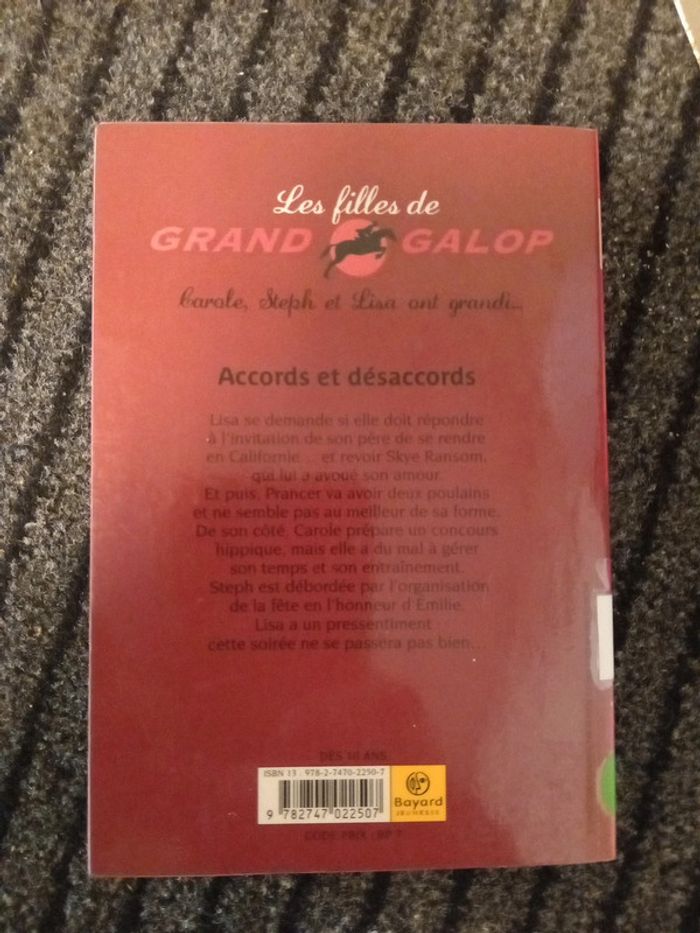 Les filles de
GRAND GALOP
Carole, Steph et Lisa ont grandi...
Accords et désaccords
Lisa se demande si elle doit répondre
à l'invitation de son père de se rendre
en Californie... et revoir Skye Ransom,
qui lui a avoué son amour.
Et puis, Prancer va avoir deux poulains
et ne semble pas au meilleur de sa forme.
De son côté, Carole prépare un concours
hippique, mais elle a du mal à gérer
son temps et son entraînement.
Steph est débordée par l'organisation
de la fête en l'honneur d'Émilie.
Lisa a un pressentiment :
cette soirée ne se passera pas bien...
DÈS 10 ANS
ISBN 13 : 978-2-7470-2250-7
Bayard
JEUNESSE
9 782747 022507
CODE PRIX : BP 7